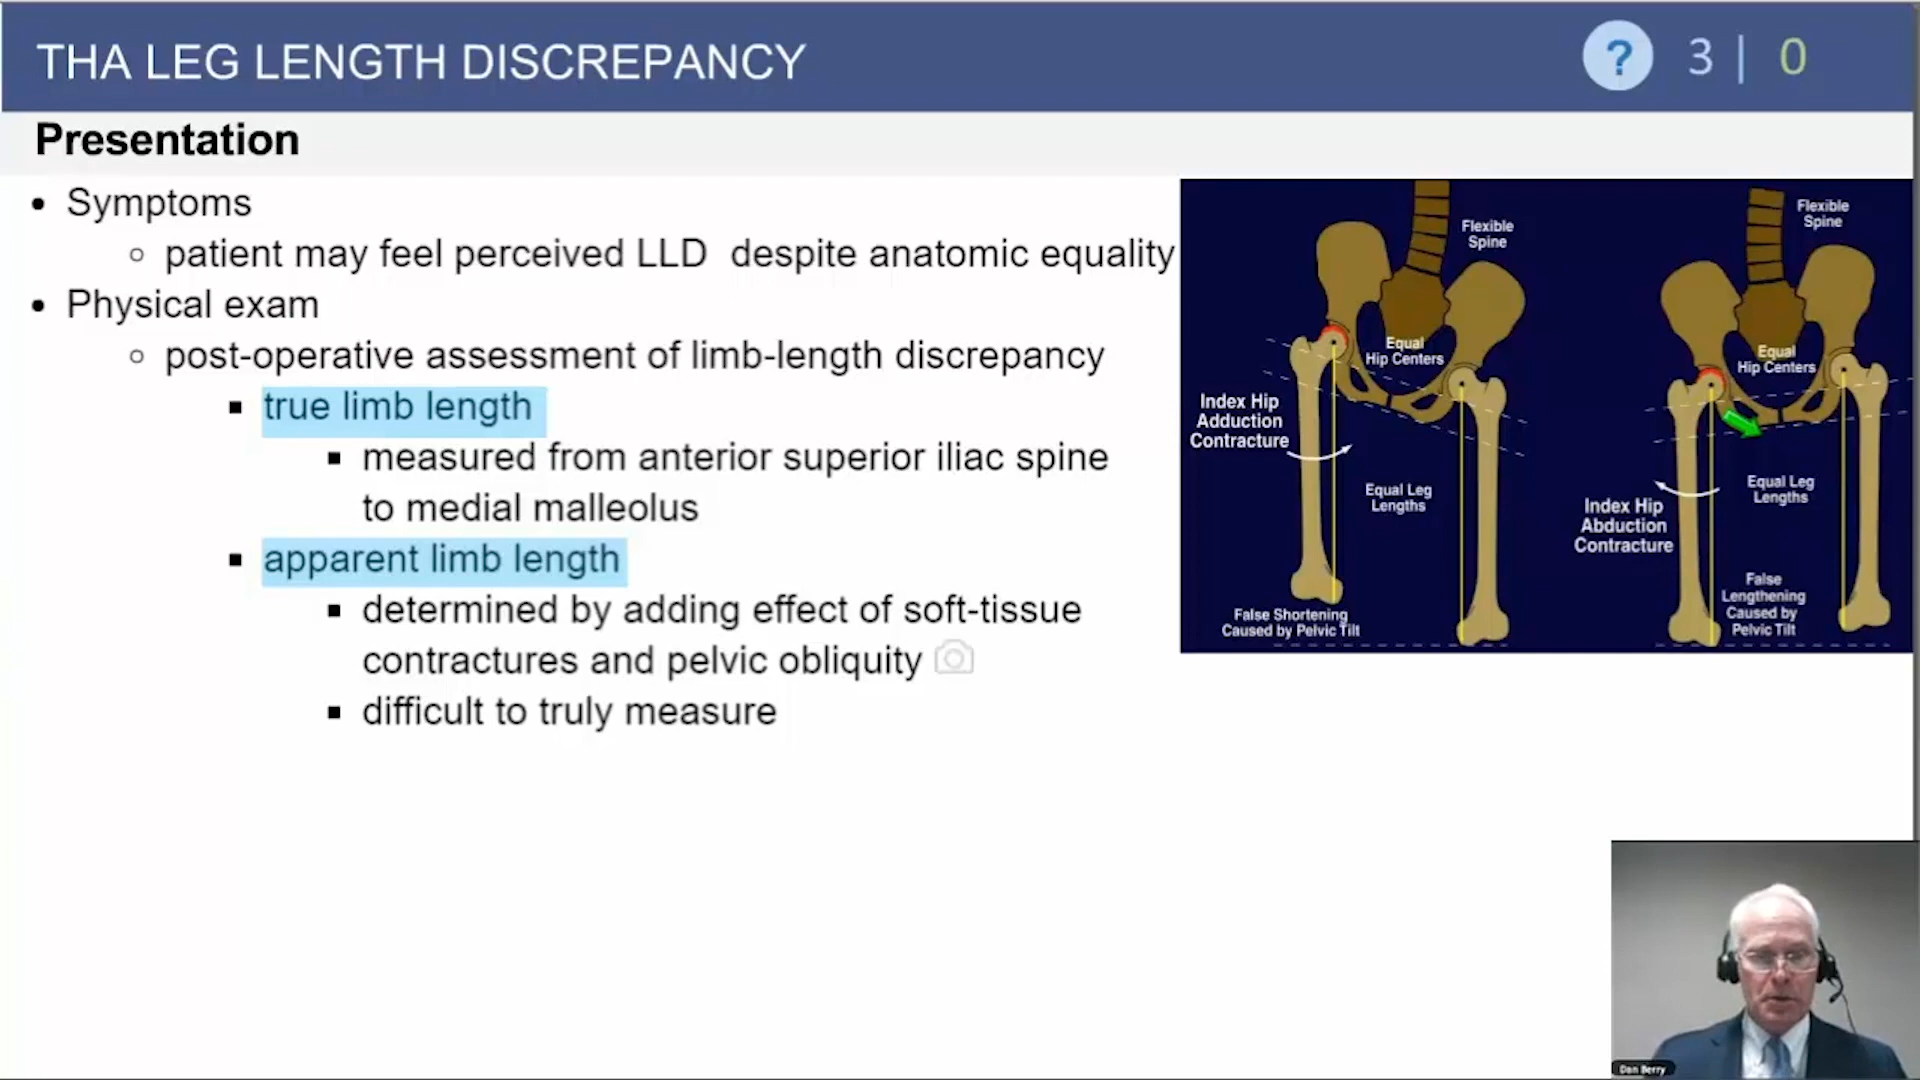 THA LEG LENGTH DISCREPANCY
? 3 | 0
Presentation
• Symptoms
○ patient may feel perceived LLD despite anatomic equality
• Physical exam
○ post-operative assessment of limb-length discrepancy
▪ true limb length
▪ measured from anterior superior iliac spine
to medial malleolus
▪ apparent limb length
▪ determined by adding effect of soft-tissue
contractures and pelvic obliquity
▪ difficult to truly measure
Flexible
Spine
Equal
Hip Centers
Index Hip
Adduction
Contracture
Equal Leg
Lengths
False Shortening
Caused by Pelvic Tilt
Flexible
Spine
Equal
Hip Centers
Equal Leg
Lengths
Index Hip
Abduction
Contracture
False
Lengthening
Caused by
Pelvic Tilt
Dan Berry